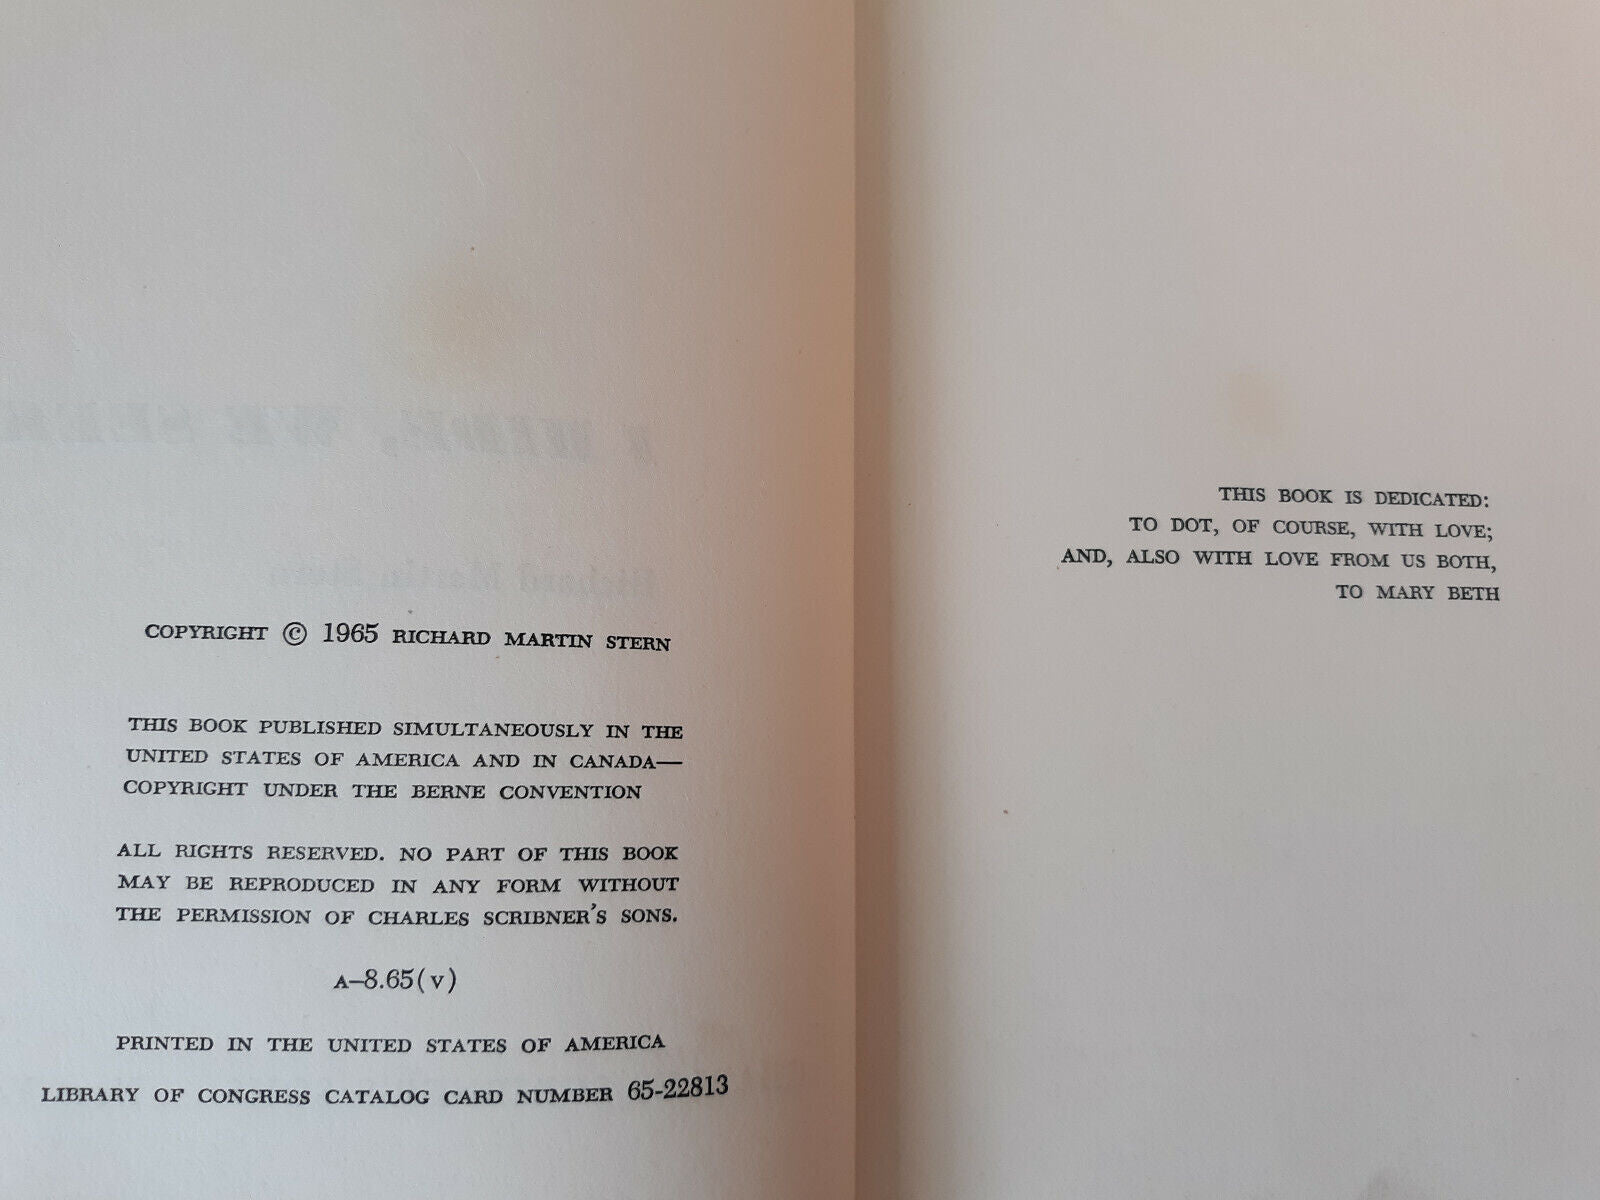 COPYRIGHT © 1965 RICHARD MARTIN STERN
THIS BOOK PUBLISHED SIMULTANEOUSLY IN THE
UNITED STATES OF AMERICA AND IN CANADA—
COPYRIGHT UNDER THE BERNE CONVENTION
ALL RIGHTS RESERVED. NO PART OF THIS BOOK
MAY BE REPRODUCED IN ANY FORM WITHOUT
THE PERMISSION OF CHARLES SCRIBNER'S SONS.
A–8.65(V)
PRINTED IN THE UNITED STATES OF AMERICA
LIBRARY OF CONGRESS CATALOG CARD NUMBER 65-22813
THIS BOOK IS DEDICATED:
TO DOT, OF COURSE, WITH LOVE;
AND, ALSO WITH LOVE FROM US BOTH,
TO MARY BETH